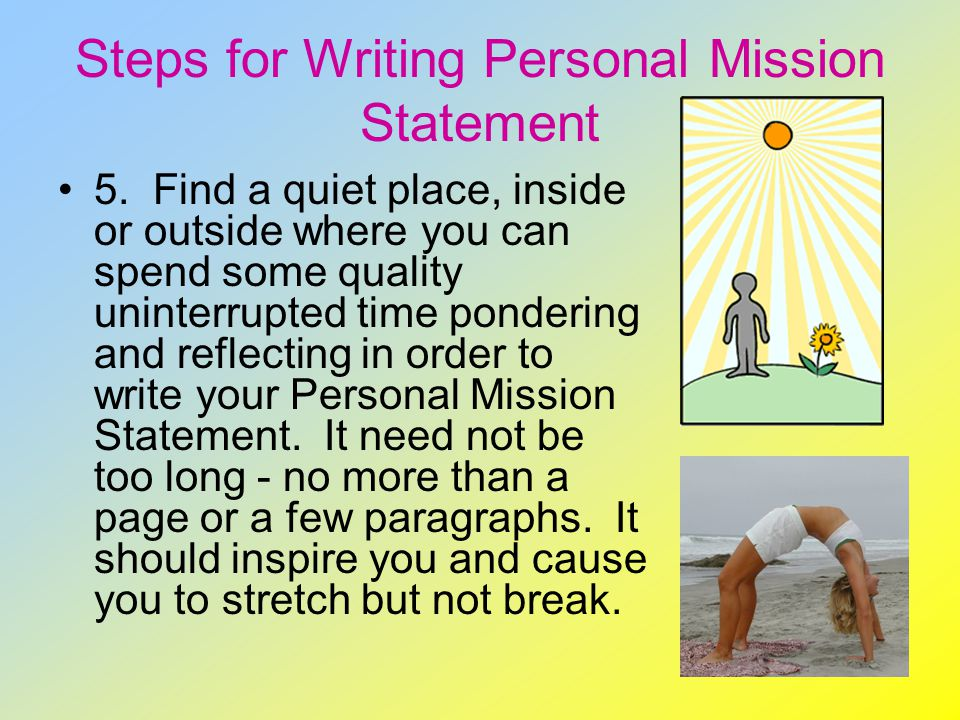 Steps for Writing Personal Mission
Statement
• 5.  Find a quiet place, inside
or outside where you can
spend some quality
uninterrupted time pondering
and reflecting in order to
write your Personal Mission
Statement.  It need not be
too long - no more than a
page or a few paragraphs.  It
should inspire you and cause
you to stretch but not break.